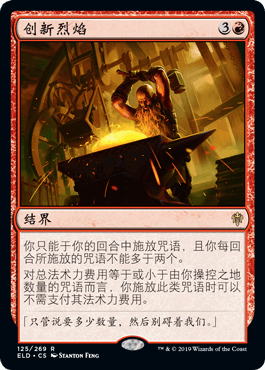 创新烈焰 3
结界
你只能于你的回合中施放咒语，且你每回
合所施放的咒语不能多于两个。
对总法术力费用等于或小于由你操控之地
数量的咒语而言，你施放此类咒语时可以
不需支付其法术力费用。
「只管说要多少数量，然后别碍着我们。」
125/269 R
ELD • CS STANTON FENG
™ & © 2019 Wizards of the Coast